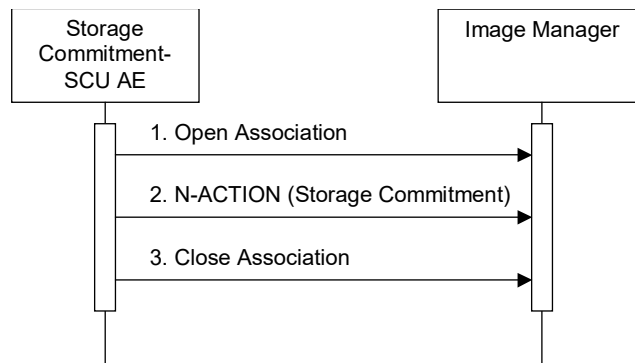 Storage
Commitment-
SCU AE
Image Manager
1. Open Association
2. N-ACTION (Storage Commitment)
3. Close Association